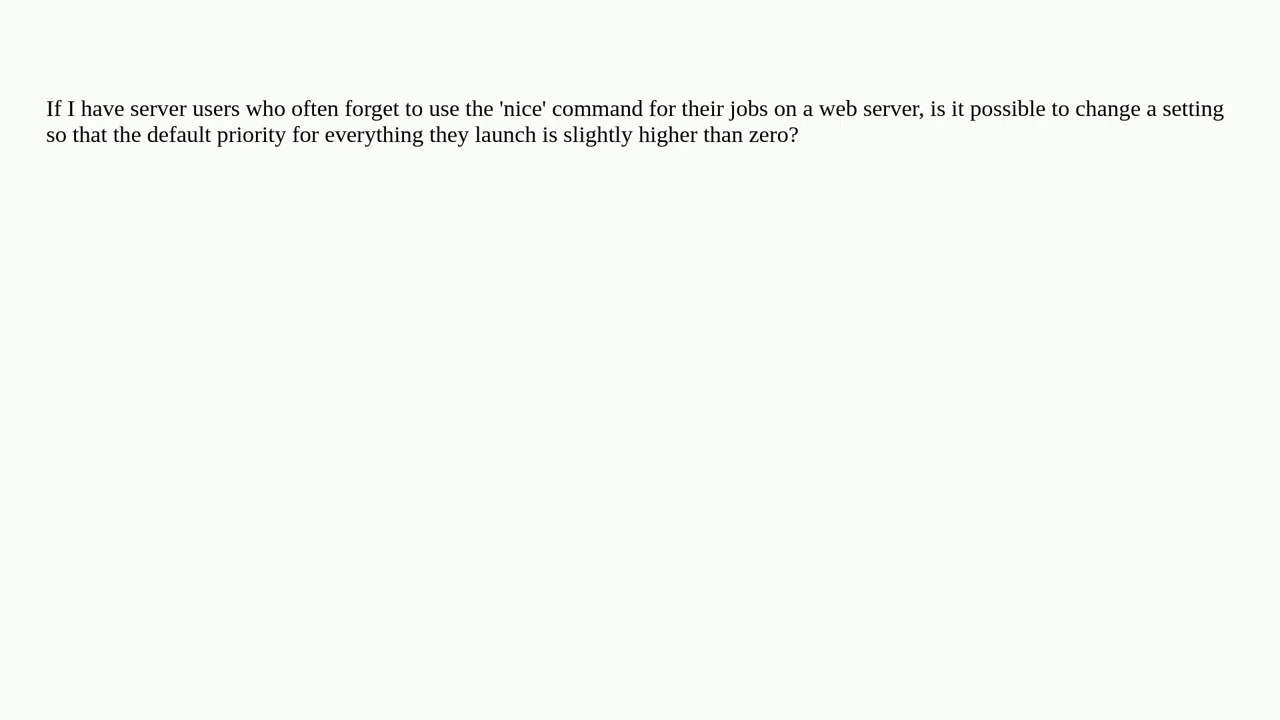 If I have server users who often forget to use the 'nice' command for their jobs on a web server, is it possible to change a setting
so that the default priority for everything they launch is slightly higher than zero?